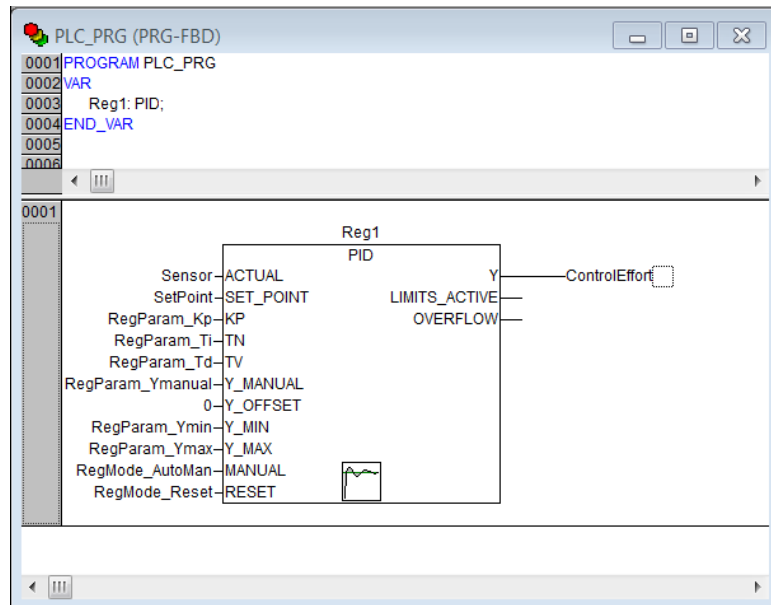 PLC_PRG (PRG-FBD)
0001 PROGRAM PLC_PRG
0002 VAR
0003 Reg1: PID;
0004 END_VAR
0005
0006
0001
Reg1
PID
Sensor ACTUAL Y ControlEffort
SetPoint SET_POINT LIMITS_ACTIVE
RegParam_Kp KP OVERFLOW
RegParam_Ti TN
RegParam_Td TV
RegParam_Ymanual Y_MANUAL
0 Y_OFFSET
RegParam_Ymin Y_MIN
RegParam_Ymax Y_MAX
RegMode_AutoMan MANUAL
RegMode_Reset RESET